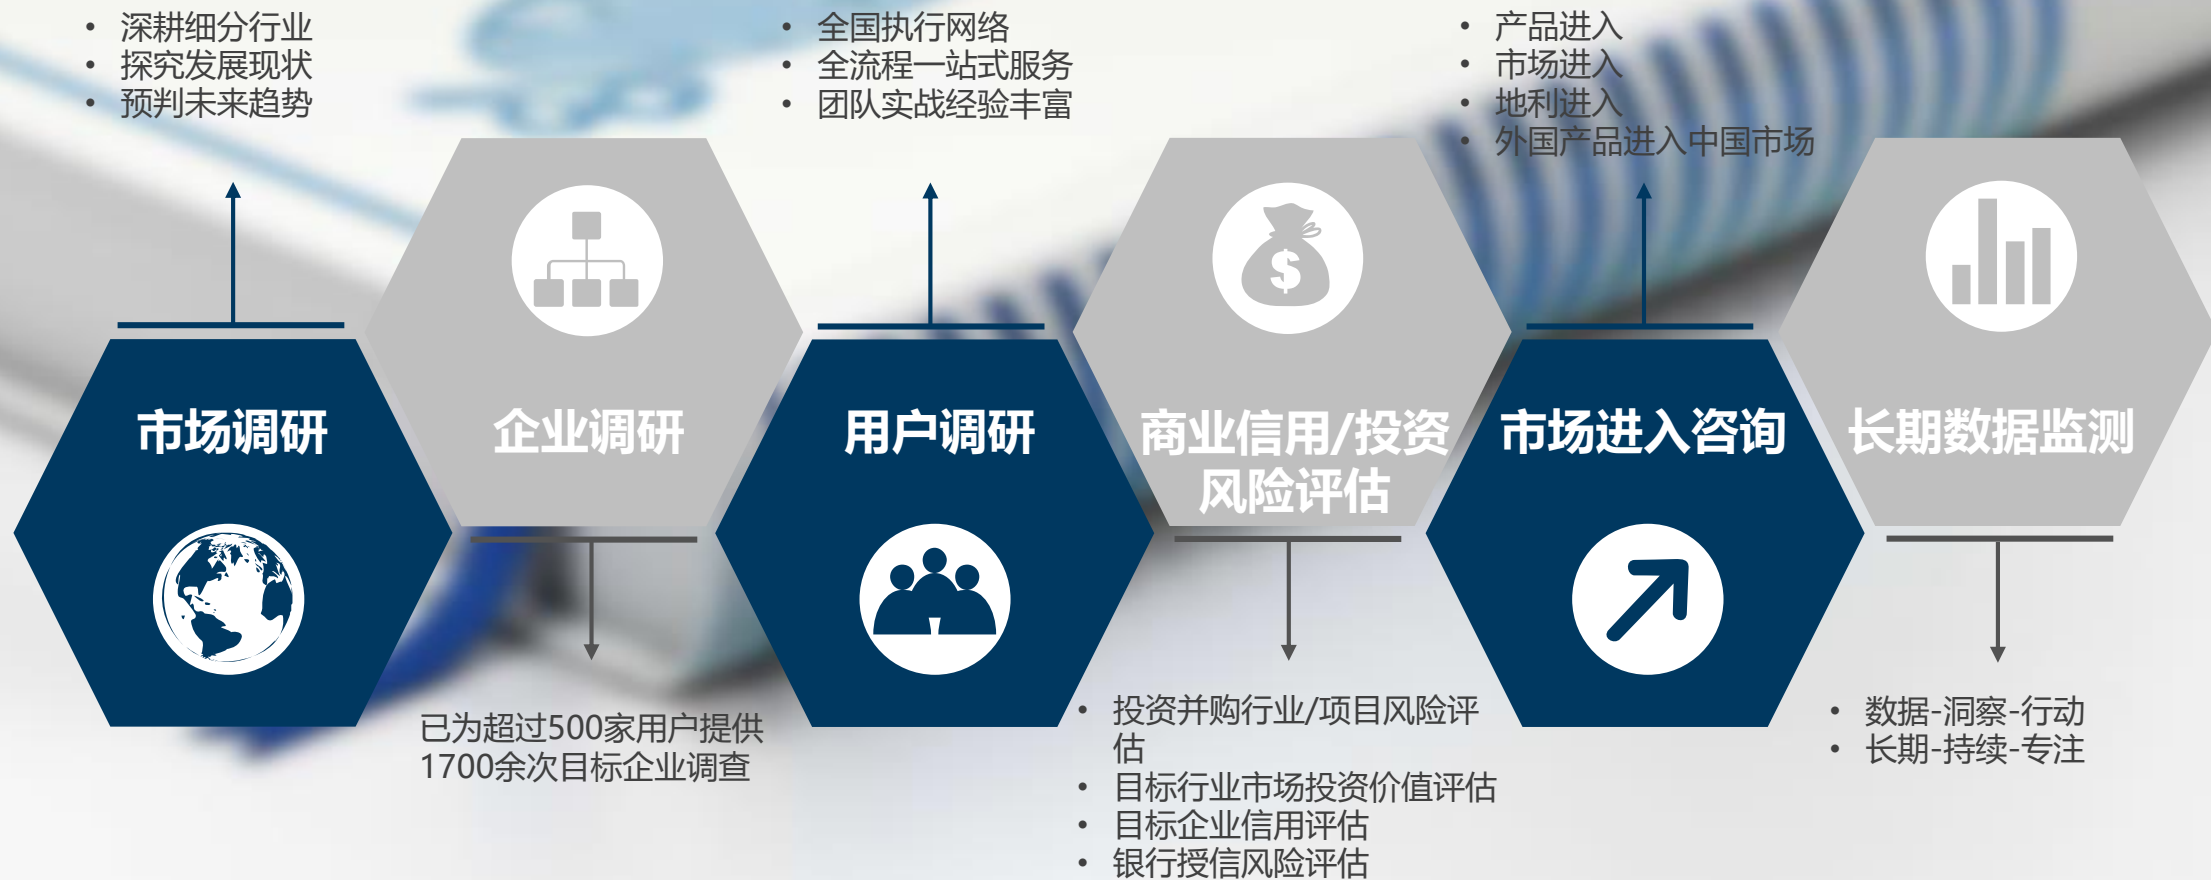 • 深耕细分行业
• 探究发展现状
• 预判未来趋势
• 全国执行网络
• 全流程一站式服务
• 团队实战经验丰富
• 产品进入
• 市场进入
• 地利进入
• 外国产品进入中国市场
市场调研
企业调研
用户调研
商业信用/投资
风险评估
市场进入咨询
长期数据监测
$
已为超过500家用户提供
1700余次目标企业调查
• 投资并购行业/项目风险评
估
• 目标行业市场投资价值评估
• 目标企业信用评估
• 银行授信风险评估
• 数据-洞察-行动
• 长期-持续-专注